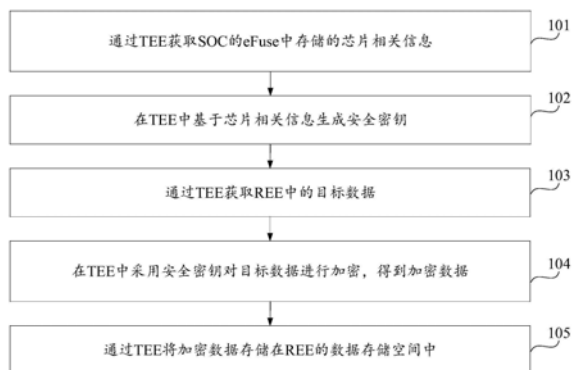 通过TEE获取SOC的eFuse中存储的芯片相关信息
101
在TEE中基于芯片相关信息生成安全密钥
102
通过TEE获取REE中的目标数据
103
在TEE中采用安全密钥对目标数据进行加密，得到加密数据
104
通过TEE将加密数据存储在REE的数据存储空间中
105